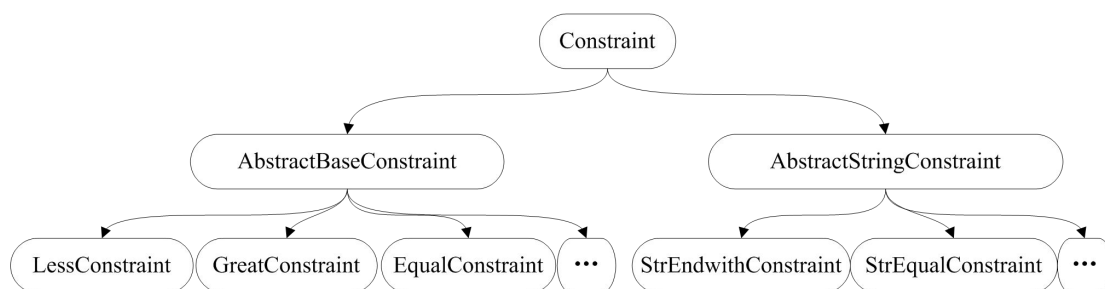 Constraint
AbstractBaseConstraint
AbstractStringConstraint
LessConstraint
GreatConstraint
EqualConstraint
...
StrEndwithConstraint
StrEqualConstraint
...